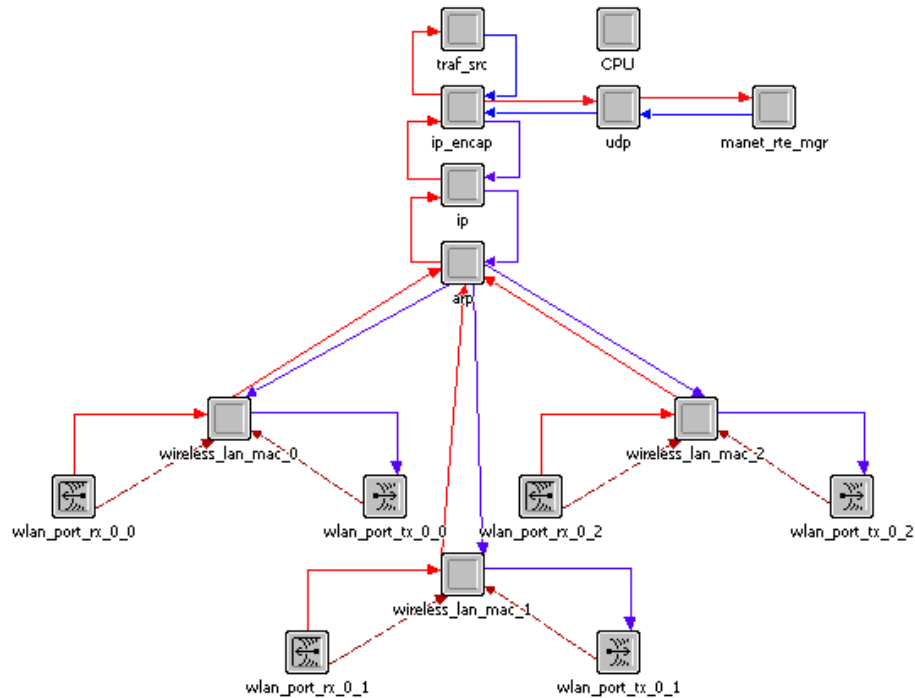 traf_src
CPU
ip_encap
udp
manet_rte_mgr
ip
arp
wireless_lan_mac_0
wireless_lan_mac_2
wlan_port_rx_0_0
wlan_port_tx_0_0
wlan_port_rx_0_2
wlan_port_tx_0_2
wireless_lan_mac_1
wlan_port_rx_0_1
wlan_port_tx_0_1